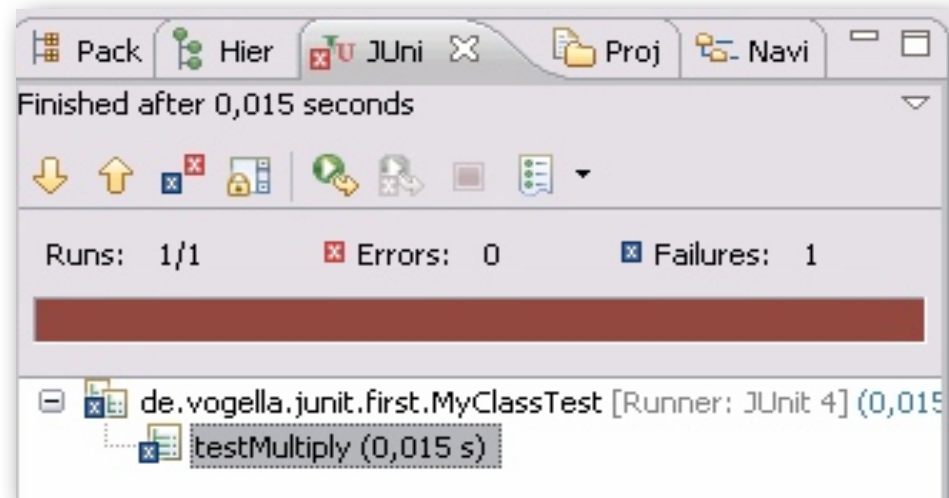 Pack Hier JUni Proj Navi
Finished after 0,015 seconds
Runs: 1/1 Errors: 0 Failures: 1
de.vogella.junit.first.MyClassTest [Runner: JUnit 4] (0,015
testMultiply (0,015 s)